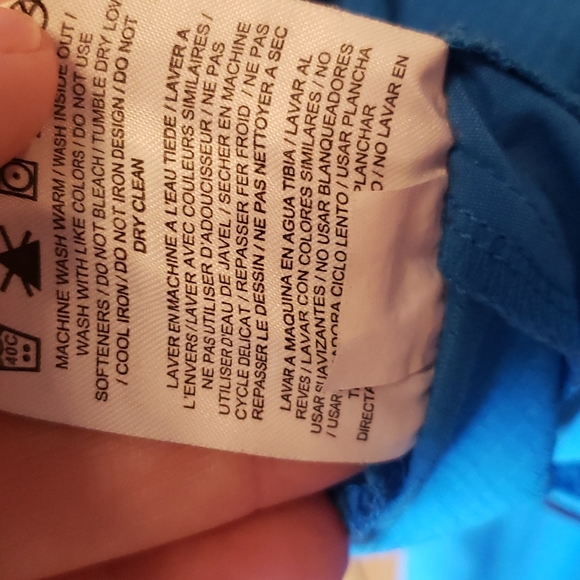 MACHINE WASH WARM / WASH INSIDE OUT /
WASH WITH LIKE COLORS / DO NOT USE
SOFTENERS / DO NOT BLEACH / TUMBLE DRY LOW
/ COOL IRON / DO NOT IRON DESIGN / DO NOT
DRY CLEAN
LAVER EN MACHINE A L'EAU TIEDE / LAVER A
L'ENVERS / LAVER AVEC COULEURS SIMILAIRES /
NE PAS UTILISER D'ADOUCISSEUR / NE PAS
UTILISER D'EAU DE JAVEL / SECHER EN MACHINE
CYCLE DELICAT / REPASSER FER FROID / NE PAS
REPASSER LE DESSIN / NE PAS NETTOYER A SEC
LAVAR A MAQUINA EN AGUA TIBIA / LAVAR AL
REVES / LAVAR CON COLORES SIMILARES / NO
USAR SUAVIZANTES / NO USAR BLANQUEADORES
/ USAR ADORA CICLO LENTO / USAR PLANCHA
PLANCHAR
O / NO LAVAR EN
40C